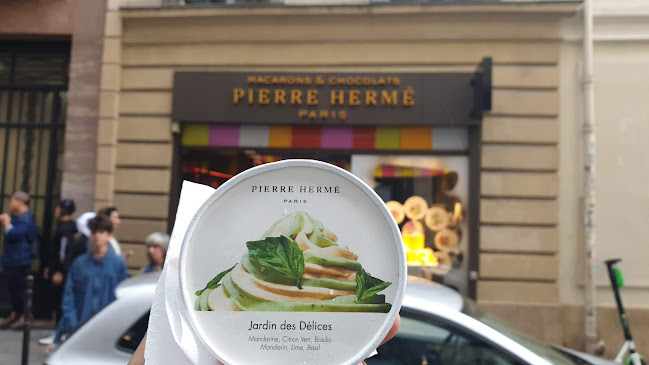 MACARONS & CHOCOLATS
PIERRE HERMÉ
PARIS
PIERRE HERMÉ
PARIS
Jardin des Délices
Mandarine, Citron Vert, Basilic
Mandarin, Lime, Basil